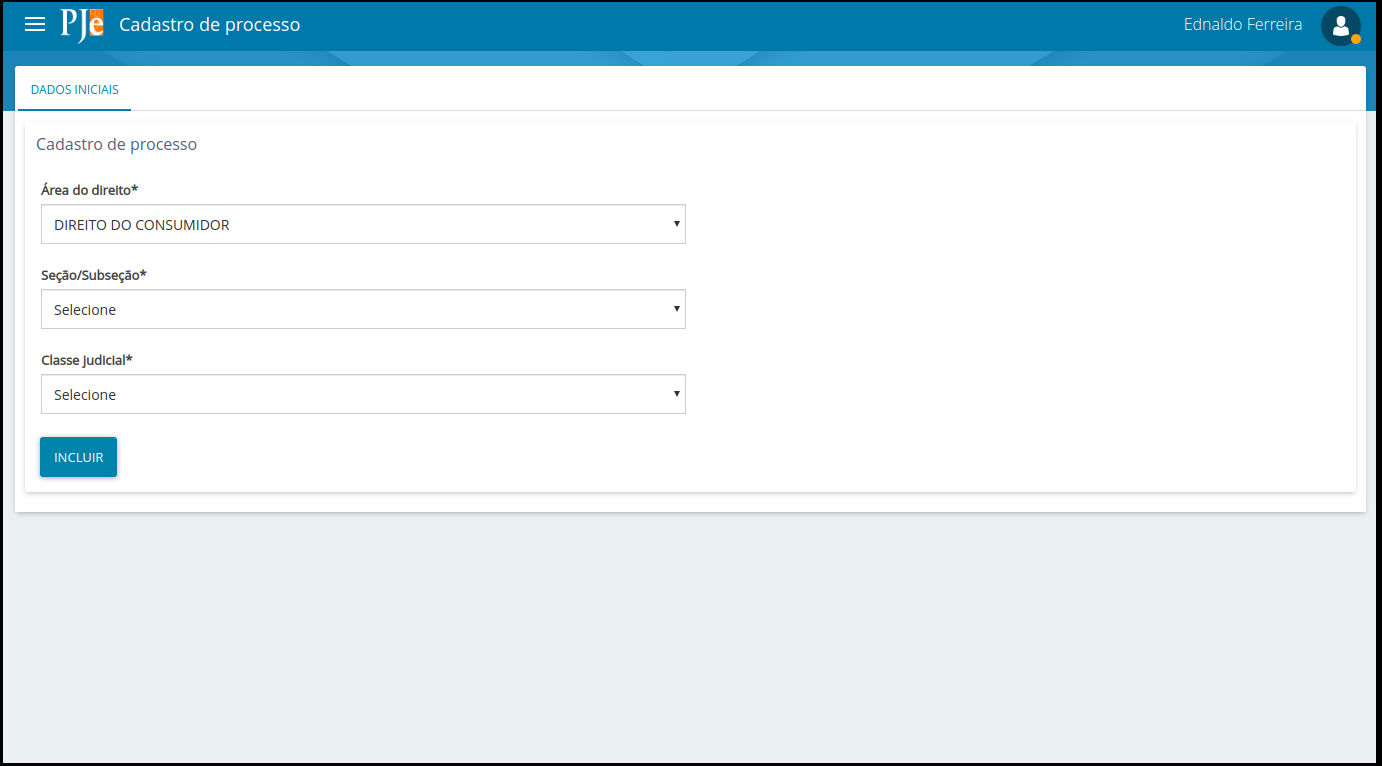 PJe Cadastro de processo Ednaldo Ferreira
DADOS INICIAIS
Cadastro de processo
Área do direito*
DIREITO DO CONSUMIDOR
Seção/Subseção*
Selecione
Classe judicial*
Selecione
INCLUIR